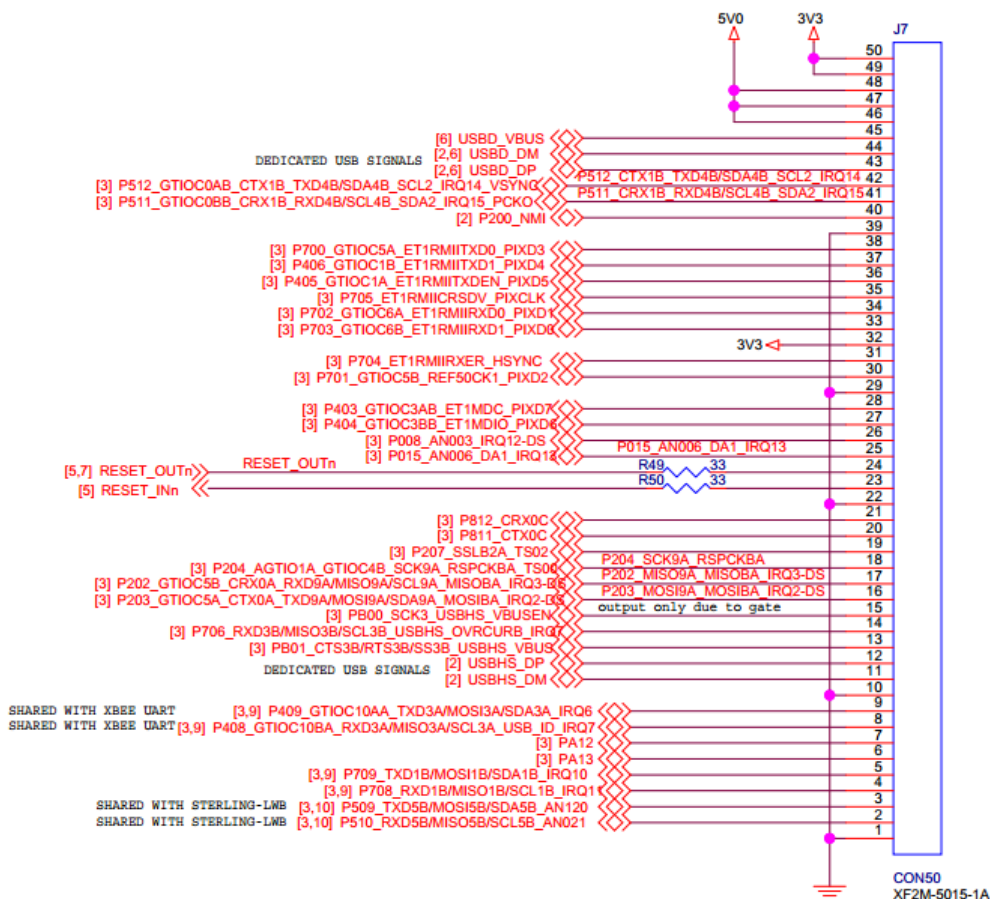 5V0 3V3 J7
50
49
48
47
46
[6] USBD_VBUS 45
[2,6] USBD_DM 44
DEDICATED USB SIGNALS
[2,6] USBD_DP 43
[3] P512_GTIOC0AB_CTX1B_TXD4B/SDA4B_SCL2_IRQ14_VSYNC P512_CTX1B_TXD4B/SDA4B_SCL2_IRQ14 42
[3] P511_GTIOC0BB_CRX1B_RXD4B/SCL4B_SDA2_IRQ15_PCKO P511_CRX1B_RXD4B/SCL4B_SDA2_IRQ15 41
[2] P200_NMI 40
39
[3] P700_GTIOC5A_ET1RMIITXD0_PIXD3 38
[3] P406_GTIOC1B_ET1RMIITXD1_PIXD4 37
[3] P405_GTIOC1A_ET1RMIITXDEN_PIXD5 36
[3] P705_ET1RMIICRSDV_PIXCLK 35
[3] P702_GTIOC6A_ET1RMIIRXD0_PIXD1 34
[3] P703_GTIOC6B_ET1RMIIRXD1_PIXD0 33
3V3 32
[3] P704_ET1RMIIRXER_HSYNC 31
[3] P701_GTIOC5B_REF50CK1_PIXD2 30
29
[3] P403_GTIOC3AB_ET1MDC_PIXD7 28
[3] P404_GTIOC3BB_ET1MDIO_PIXD6 27
[3] P008_AN003_IRQ12-DS 26
[3] P015_AN006_DA1_IRQ13 P015_AN006_DA1_IRQ13 25
[5,7] RESET_OUTn RESET_OUTn R49 33 24
[5] RESET_INn R50 33 23
22
[3] P812_CRX0C 21
[3] P811_CTX0C 20
[3] P207_SSLB2A_TS02 19
[3] P204_AGTIO1A_GTIOC4B_SCK9A_RSPCKBA_TS00 P204_SCK9A_RSPCKBA 18
[3] P202_GTIOC5B_CRX0A_RXD9A/MISO9A/SCL9A_MISOBA_IRQ3-DS P202_MISO9A_MISOBA_IRQ3-DS 17
[3] P203_GTIOC5A_CTX0A_TXD9A/MOSI9A/SDA9A_MOSIBA_IRQ2-DS P203_MOSI9A_MOSIBA_IRQ2-DS 16
[3] PB00_SCK3_USBHS_VBUSEN output only due to gate 15
[3] P706_RXD3B/MISO3B/SCL3B_USBHS_OVRCURB_IRQ7 14
[3] PB01_CTS3B/RTS3B/SS3B_USBHS_VBUS 13
[2] USBHS_DP 12
DEDICATED USB SIGNALS
[2] USBHS_DM 11
10
SHARED WITH XBEE UART [3,9] P409_GTIOC10AA_TXD3A/MOSI3A/SDA3A_IRQ6 9
SHARED WITH XBEE UART [3,9] P408_GTIOC10BA_RXD3A/MISO3A/SCL3A_USB_ID_IRQ7 8
[3] PA12 7
[3] PA13 6
[3,9] P709_TXD1B/MOSI1B/SDA1B_IRQ10 5
[3,9] P708_RXD1B/MISO1B/SCL1B_IRQ11 4
SHARED WITH STERLING-LWB [3,10] P509_TXD5B/MOSI5B/SDA5B_AN120 3
SHARED WITH STERLING-LWB [3,10] P510_RXD5B/MISO5B/SCL5B_AN021 2
1
CON50
XF2M-5015-1A